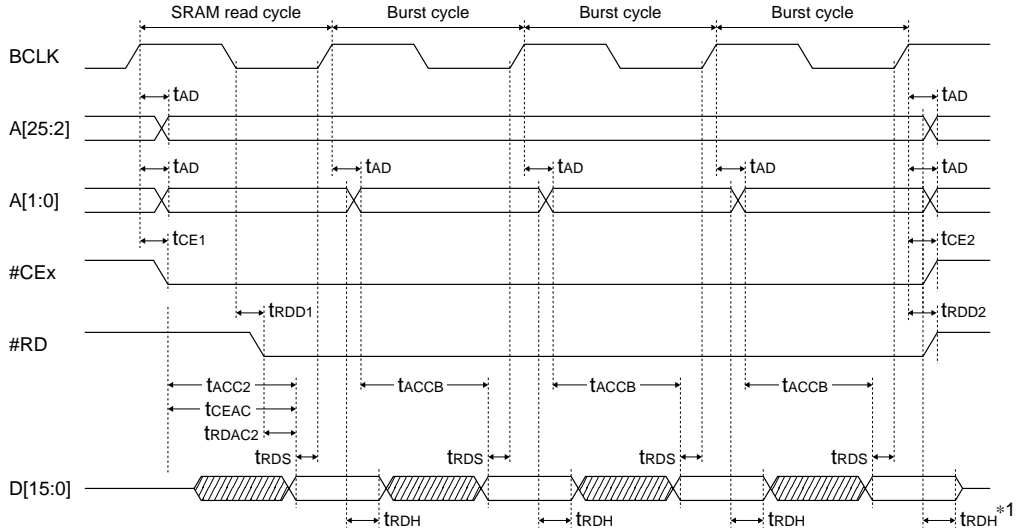 SRAM read cycle Burst cycle Burst cycle Burst cycle
BCLK
tAD tAD
A[25:2]
tAD tAD tAD tAD tAD
A[1:0]
tCE1 tCE2
#CEx
tRDD1 tRDD2
#RD
tACC2 tACCB tACCB tACCB
tCEAC
tRDAC2
tRDS tRDS tRDS tRDS
D[15:0]
tRDH tRDH tRDH tRDH*1